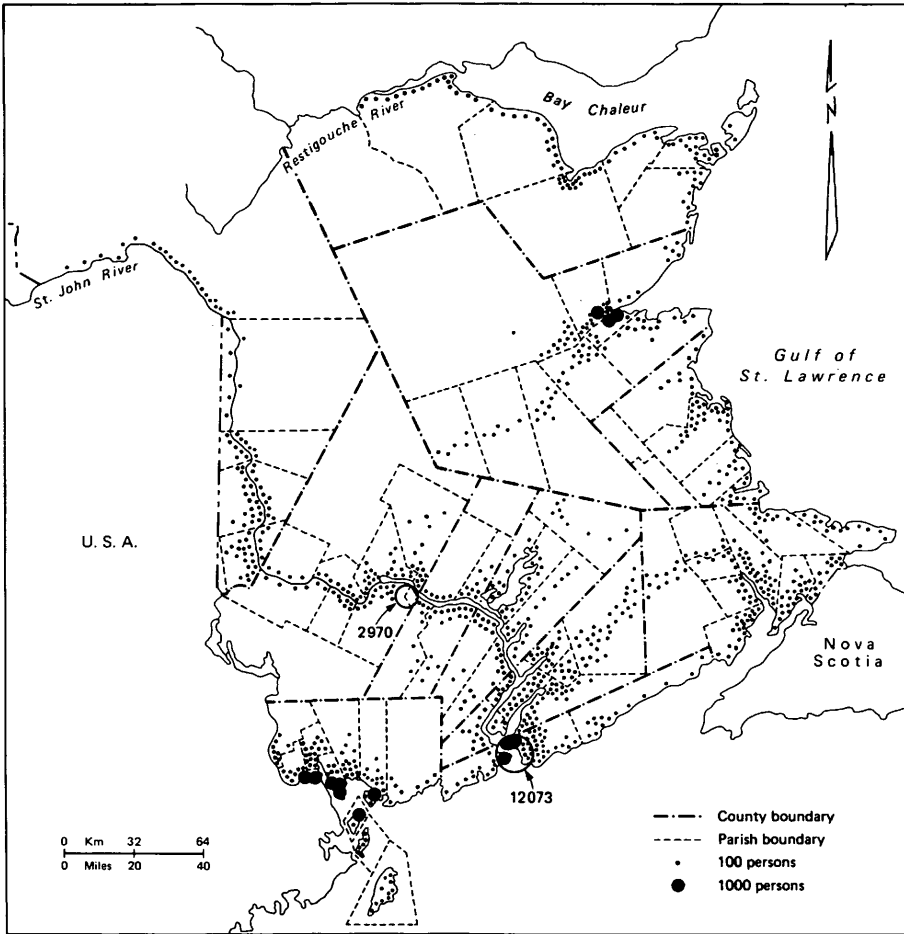 Bay Chaleur
Restigouche River
N
St. John River
Gulf of
St. Lawrence
U.S.A.
2970
Nova
Scotia
12073
County boundary
Parish boundary
100 persons
1000 persons
0 Km 32 64
0 Miles 20 40